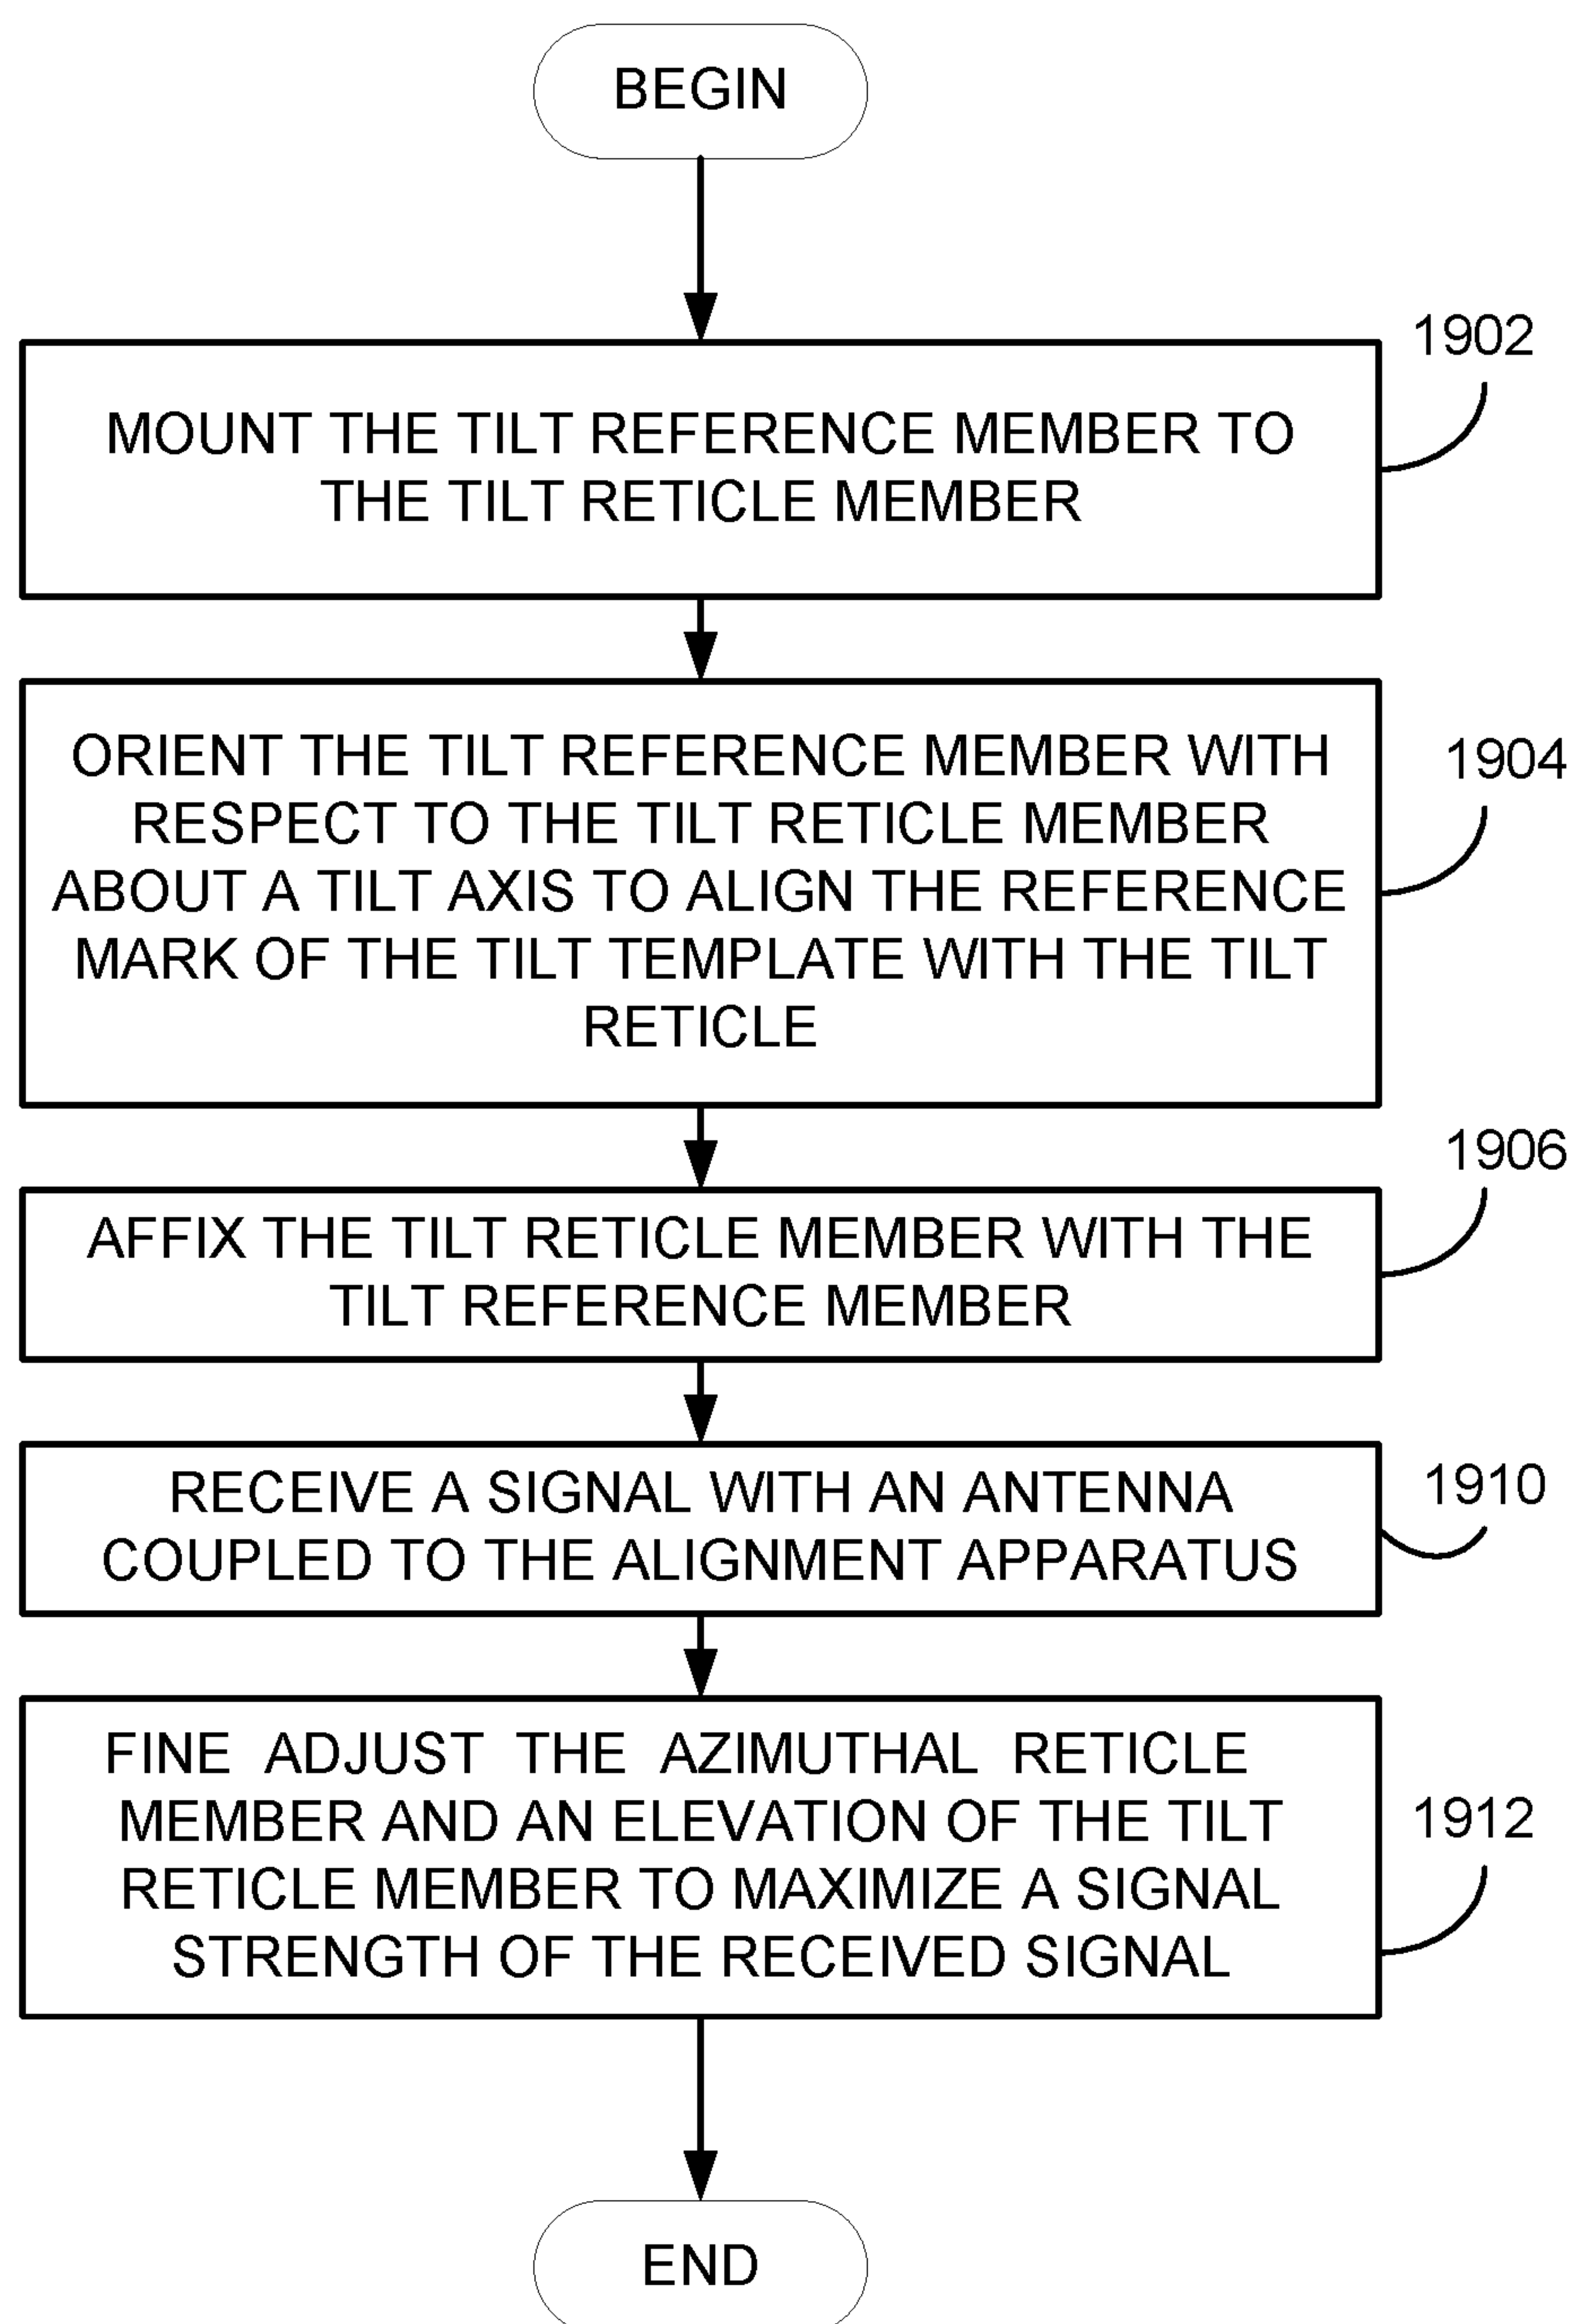 BEGIN
1902
MOUNT THE TILT REFERENCE MEMBER TO
THE TILT RETICLE MEMBER
1904
ORIENT THE TILT REFERENCE MEMBER WITH
RESPECT TO THE TILT RETICLE MEMBER
ABOUT A TILT AXIS TO ALIGN THE REFERENCE
MARK OF THE TILT TEMPLATE WITH THE TILT
RETICLE
1906
AFFIX THE TILT RETICLE MEMBER WITH THE
TILT REFERENCE MEMBER
1910
RECEIVE A SIGNAL WITH AN ANTENNA
COUPLED TO THE ALIGNMENT APPARATUS
FINE ADJUST THE AZIMUTHAL RETICLE
MEMBER AND AN ELEVATION OF THE TILT
1912
RETICLE MEMBER TO MAXIMIZE A SIGNAL
STRENGTH OF THE RECEIVED SIGNAL
END